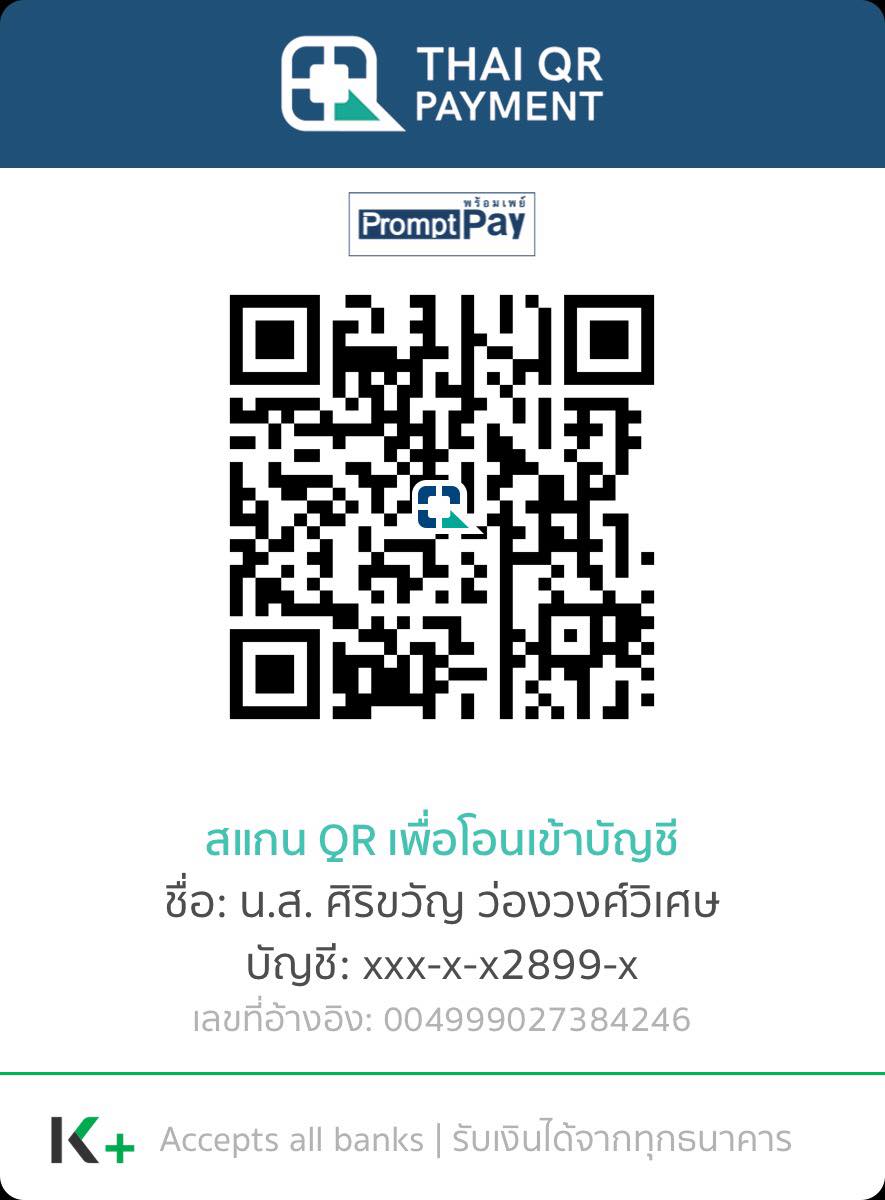 THAI QR
PAYMENT
พร้อมเพย์
PromptPay
สแกน QR เพื่อโอนเข้าบัญชี
ชื่อ: น.ส. ศิริขวัญ ว่องวงศ์วิเศษ
บัญชี: xxx-x-x2899-x
เลขที่อ้างอิง: 004999027384246
K+ Accepts all banks | รับเงินได้จากทุกธนาคาร